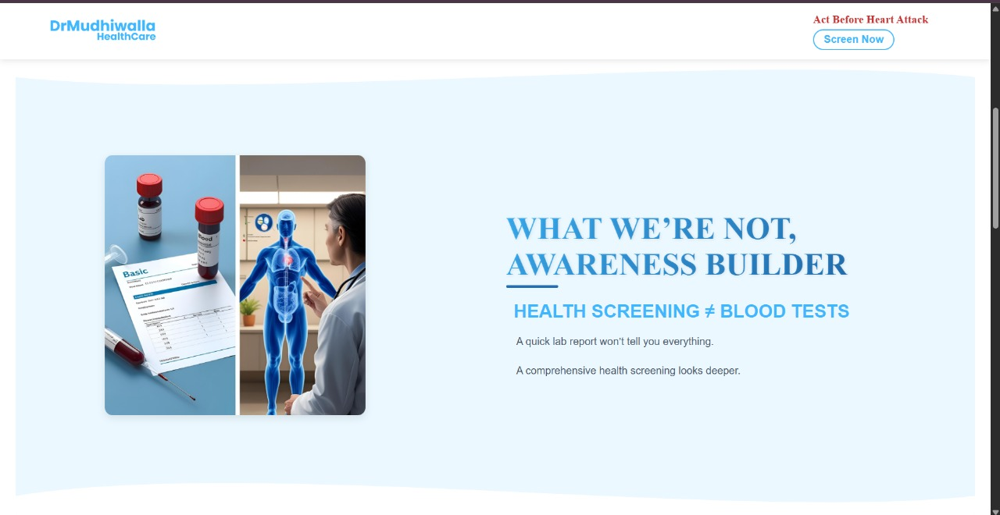 DrMudhiwalla
HealthCare
Act Before Heart Attack
Screen Now
Blood
Basic
WHAT WE’RE NOT,
AWARENESS BUILDER
HEALTH SCREENING ≠ BLOOD TESTS
A quick lab report won’t tell you everything.
A comprehensive health screening looks deeper.